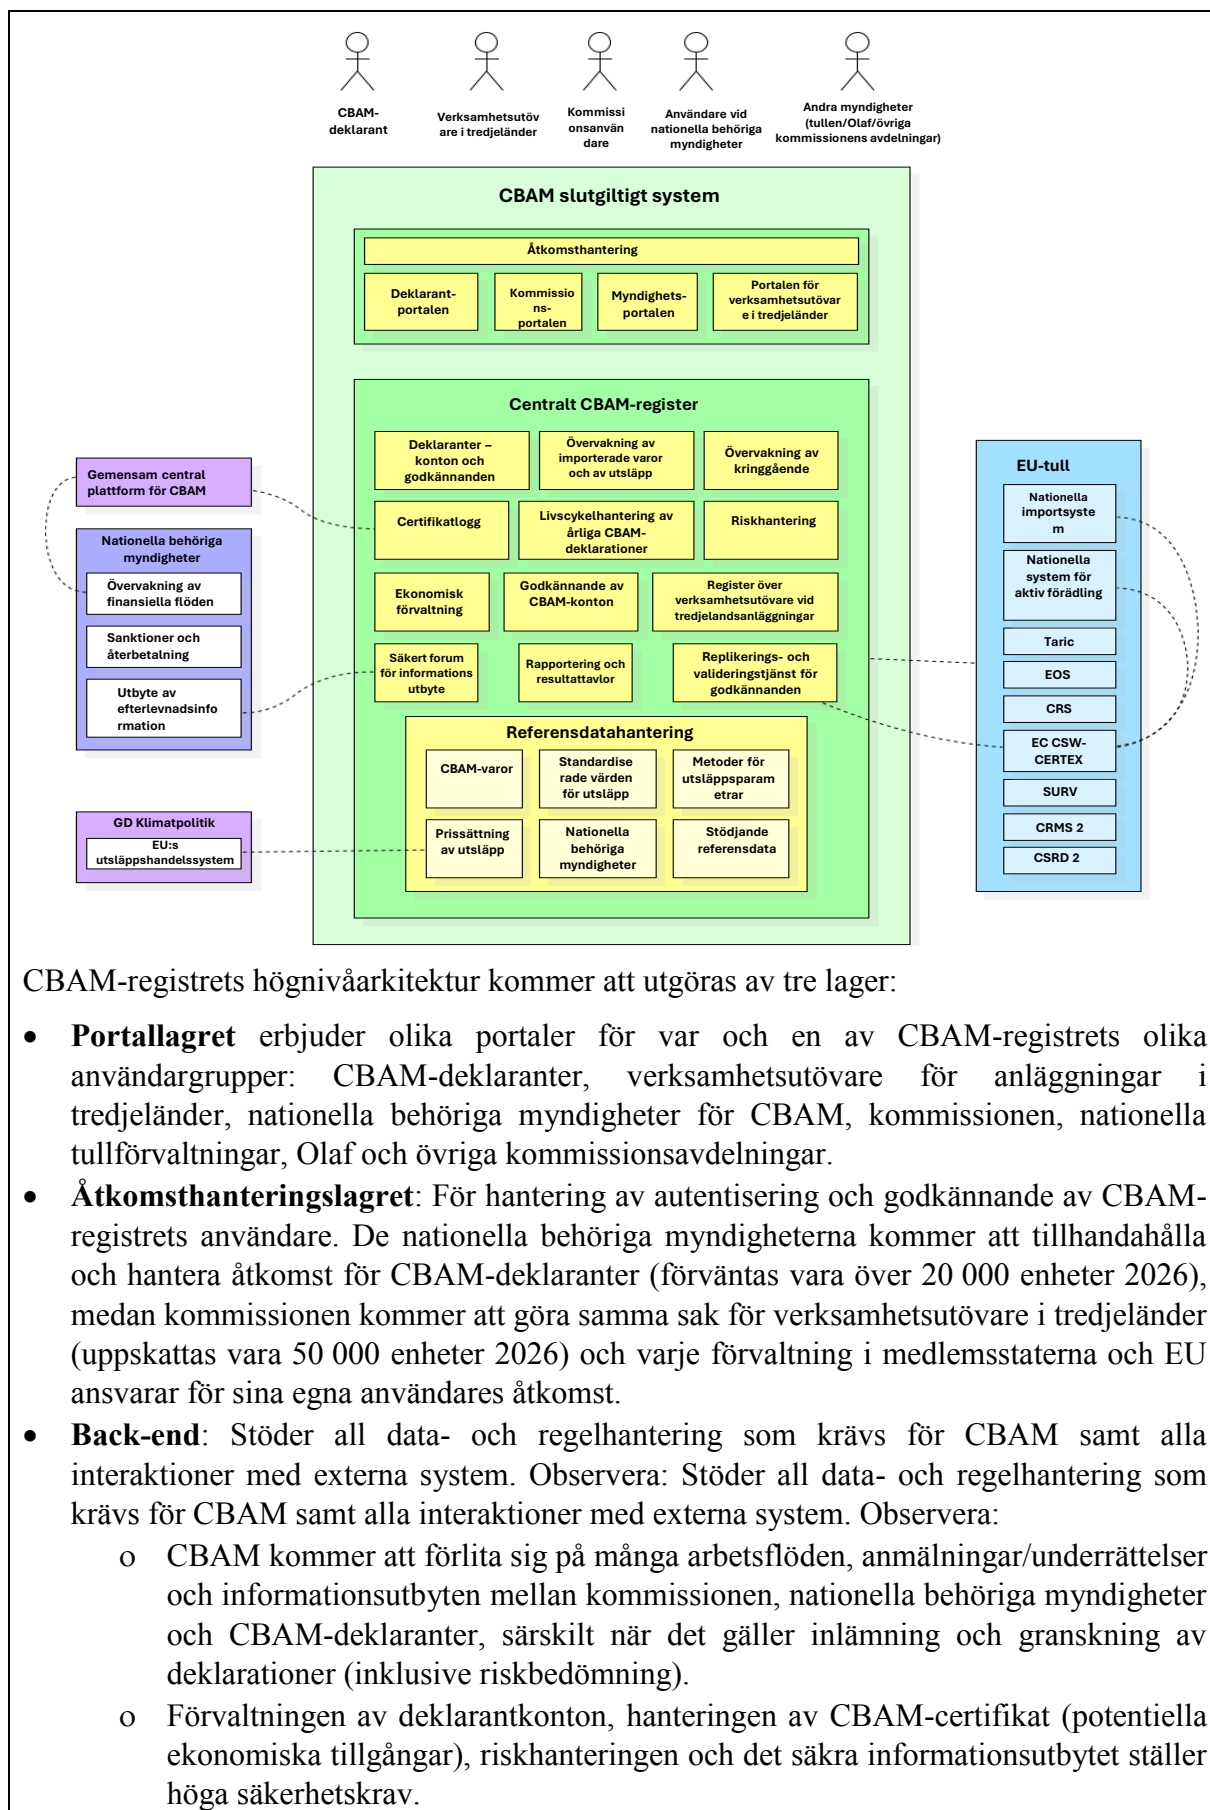 CBAM-
deklarant
Verksamhetsutöv
are i tredjeländer
Kommissi
onsanvän
dare
Användare vid
nationella behöriga
myndigheter
Andra myndigheter
(tullen/Olaf/övriga
kommissionens avdelningar)
CBAM slutgiltigt system
Åtkomsthantering
Deklarant-
portalen
Kommissio
ns-
portalen
Myndighets-
portalen
Portalen för
verksamhetsutövar
e i tredjeländer
Centralt CBAM-register
Deklaranter –
konton och
godkännanden
Övervakning av
importerade varor
och av utsläpp
Övervakning av
kringgående
Certifikatlogg
Livscykelhantering av
årliga CBAM-
deklarationer
Riskhantering
Ekonomisk
förvaltning
Godkännande av
CBAM-konton
Register över
verksamhetsutövare vid
tredjelandsanläggningar
Säkert forum
för informations
utbyte
Rapportering och
resultattavlor
Replikerings- och
valideringstjänst för
godkännanden
Referensdatahantering
CBAM-varor
Standardise
rade värden
för utsläpp
Metoder för
utsläppsparam
etrar
Prissättning
av utsläpp
Nationella
behöriga
myndigheter
Stödjande
referensdata
Gemensam central
plattform för CBAM
Nationella behöriga
myndigheter
Övervakning av
finansiella flöden
Sanktioner och
återbetalning
Utbyte av
efterlevnadsinfo
rmation
GD Klimatpolitik
EU:s
utsläppshandelssystem
EU-tull
Nationella
importsyste
m
Nationella
system för
aktiv förädling
Taric
EOS
CRS
EC CSW-
CERTEX
SURV
CRMS 2
CSRD 2
CBAM-registrets högnivåarkitektur kommer att utgöras av tre lager:
• Portallagret erbjuder olika portaler för var och en av CBAM-registrets olika
användargrupper: CBAM-deklaranter, verksamhetsutövare för anläggningar i
tredjeländer, nationella behöriga myndigheter för CBAM, kommissionen, nationella
tullförvaltningar, Olaf och övriga kommissionsavdelningar.
• Åtkomsthanteringslagret: För hantering av autentisering och godkännande av CBAM-
registrets användare. De nationella behöriga myndigheterna kommer att tillhandahålla
och hantera åtkomst för CBAM-deklaranter (förväntas vara över 20 000 enheter 2026),
medan kommissionen kommer att göra samma sak för verksamhetsutövare i tredjeländer
(uppskattas vara 50 000 enheter 2026) och varje förvaltning i medlemsstaterna och EU
ansvarar för sina egna användares åtkomst.
• Back-end: Stöder all data- och regelhantering som krävs för CBAM samt alla
interaktioner med externa system. Observera: Stöder all data- och regelhantering som
krävs för CBAM samt alla interaktioner med externa system. Observera:
o CBAM kommer att förlita sig på många arbetsflöden, anmälningar/underrättelser
och informationsutbyten mellan kommissionen, nationella behöriga myndigheter
och CBAM-deklaranter, särskilt när det gäller inlämning och granskning av
deklarationer (inklusive riskbedömning).
o Förvaltningen av deklarantkonton, hanteringen av CBAM-certifikat (potentiella
ekonomiska tillgångar), riskhanteringen och det säkra informationsutbytet ställer
höga säkerhetskrav.